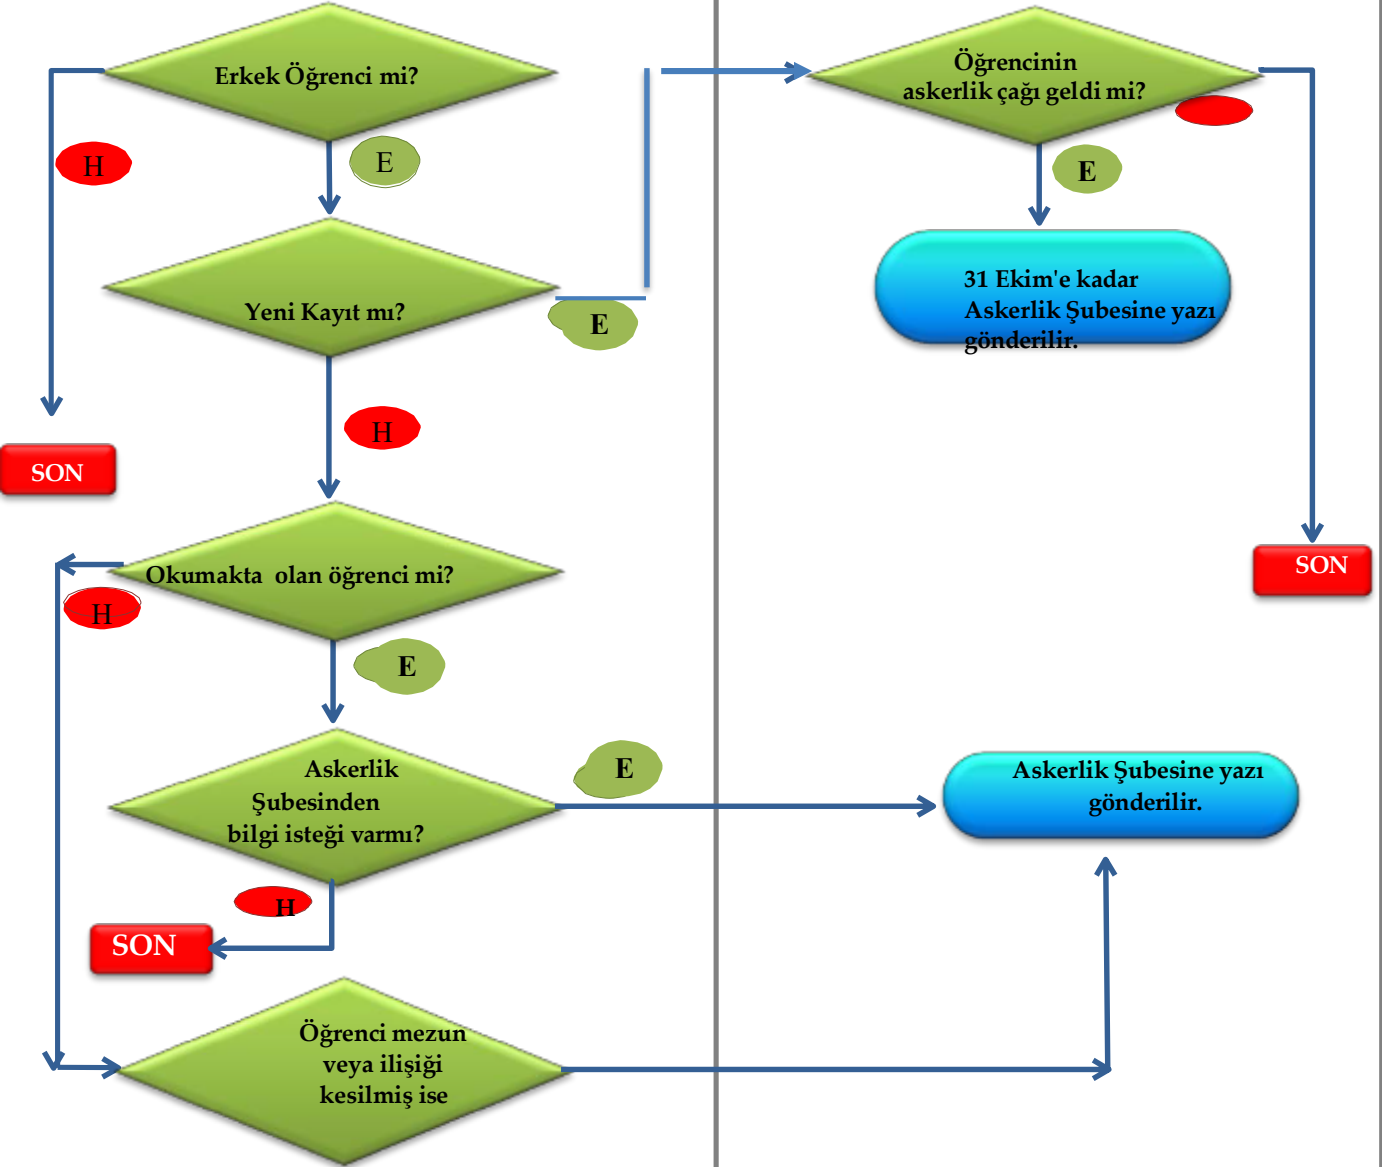 Erkek Öğrenci mi?
H
E
Yeni Kayıt mı?
E
H
SON
Okumakta olan öğrenci mi?
H
E
Askerlik
Şubesinden
bilgi isteği varmı?
E
H
SON
Öğrenci mezun
veya ilişiği
kesilmiş ise
Öğrencinin
askerlik çağı geldi mi?
E
31 Ekim'e kadar
Askerlik Şubesine yazı
gönderilir.
SON
Askerlik Şubesine yazı
gönderilir.